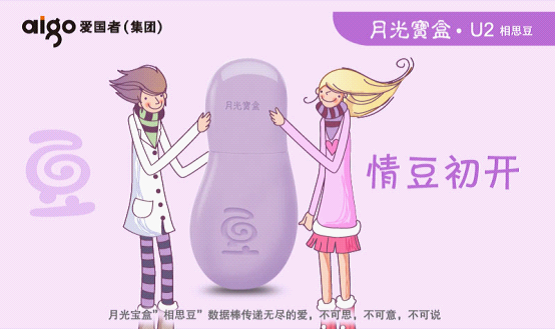 aigo 爱国者(集团)
月光寳盒·U2 相思豆
月光寳盒
情豆初开
月光宝盒”相思豆”数据棒传递无尽的爱，不可思，不可意，不可说